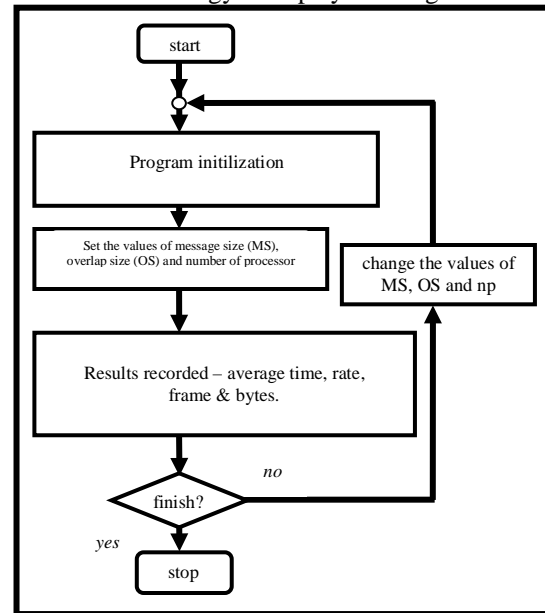 start
Program initilization
Set the values of message size (MS),
overlap size (OS) and number of processor
change the values of
MS, OS and np
Results recorded – average time, rate,
frame & bytes.
no
finish?
yes
stop